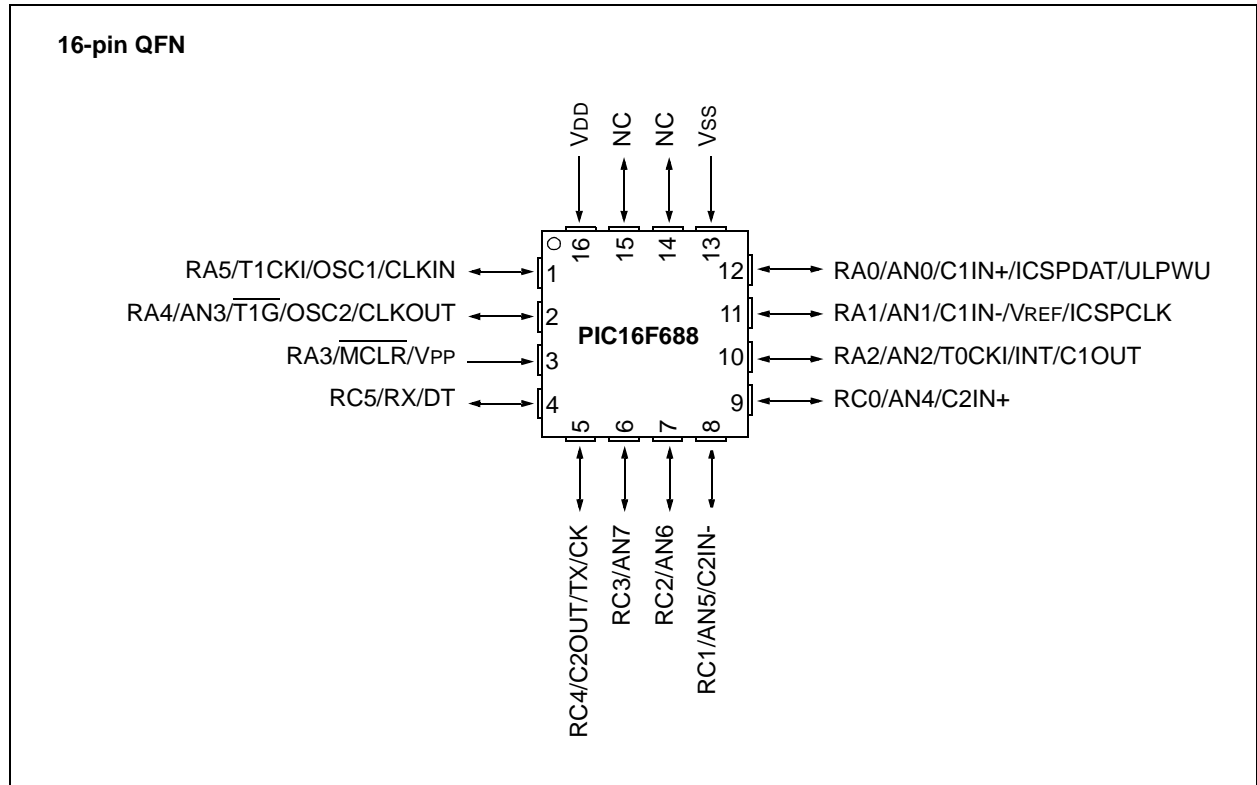 16-pin QFN
VDD
NC
NC
VSS
16
15
14
13
RA5/T1CKI/OSC1/CLKIN
1
12
RA0/AN0/C1IN+/ICSPDAT/ULPWU
RA4/AN3/T1G/OSC2/CLKOUT
2
11
RA1/AN1/C1IN-/VREF/ICSPCLK
PIC16F688
RA3/MCLR/VPP
3
10
RA2/AN2/T0CKI/INT/C1OUT
RC5/RX/DT
4
9
RC0/AN4/C2IN+
5
6
7
8
RC4/C2OUT/TX/CK
RC3/AN7
RC2/AN6
RC1/AN5/C2IN-